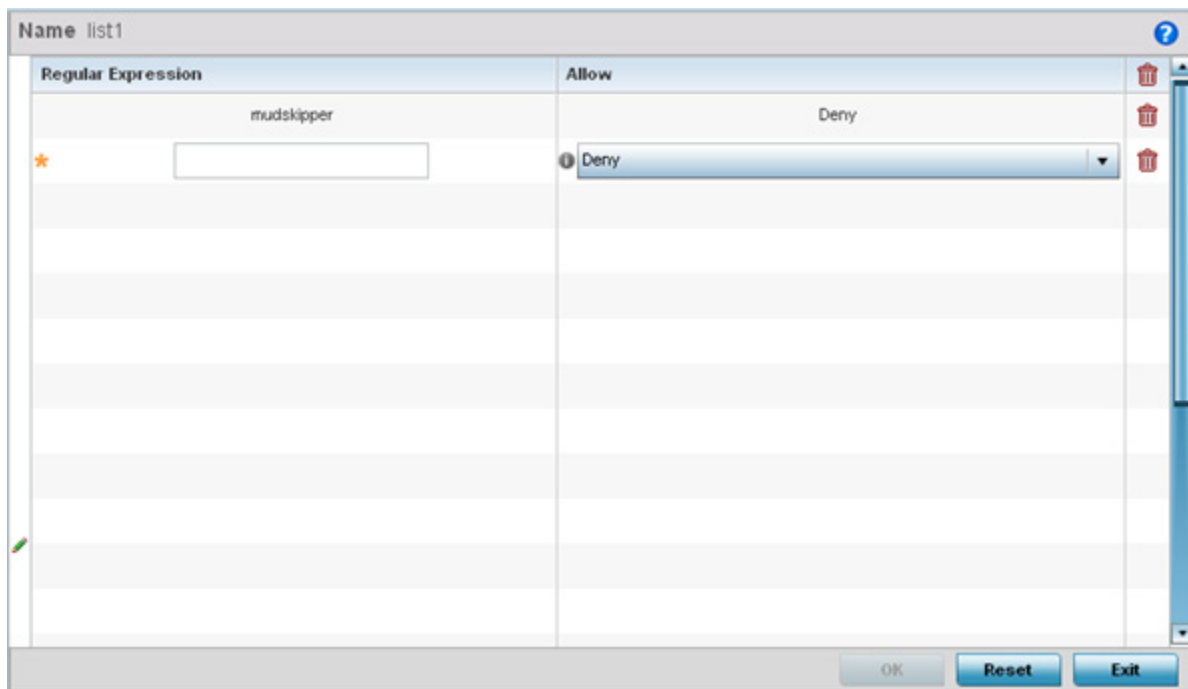 Name list1
Regular Expression Allow
mudskipper Deny
* Deny
OK Reset Exit